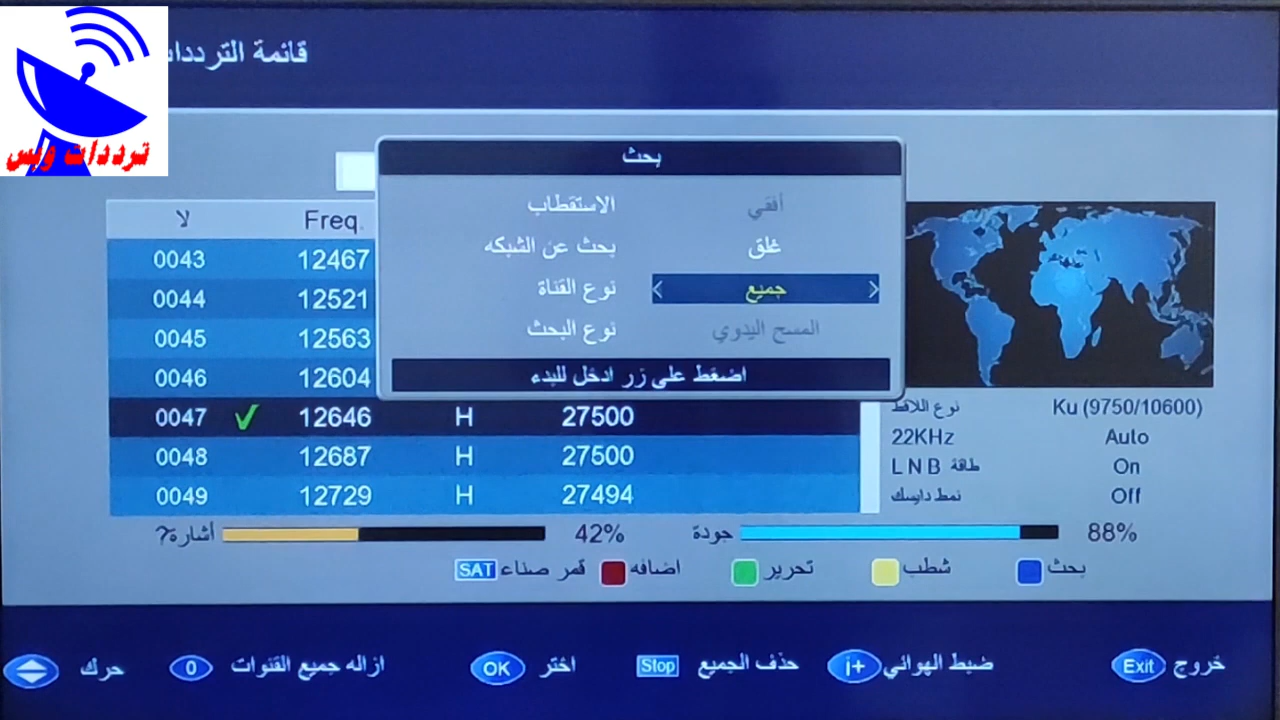 قائمة الترددات
ترددات ويس
بحث
الاستقطاب أفقي
بحث عن الشبكه مغلق
نوع القناة < جميع >
نوع البحث المسح اليدوي
اضغط على زر ادخل للبدء
لا Freq.
0043 12467
0044 12521
0045 12563
0046 12604
0047 ✓ 12646 H 27500
0048 12687 H 27500
0049 12729 H 27494
نوع اللاقط Ku (9750/10600)
22KHz Auto
طاقة LNB On
نمط دايسك Off
أشارة؟ 42% جودة 88%
SAT قمر صناء اضافه تحرير شطب بحث
حرك 0 ازاله جميع القنوات OK اختر Stop حذف الجميع i+ ضبط الهوائي Exit خروج